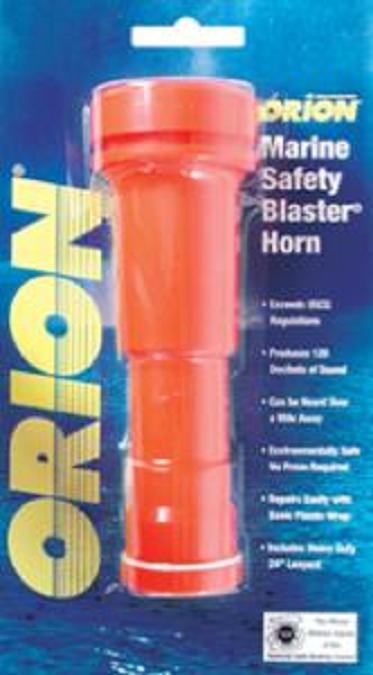 ORION
ORION
Marine
Safety
Blaster®
Horn
• Exceeds USCG
Regulations
• Produces 120
Decibels of Sound
• Can be Heard Over
a Mile Away
• Environmentally Safe
No Freon Required
• Repairs Easily with
Basic Plastic Wrap
• Includes Heavy Duty
24" Lanyard